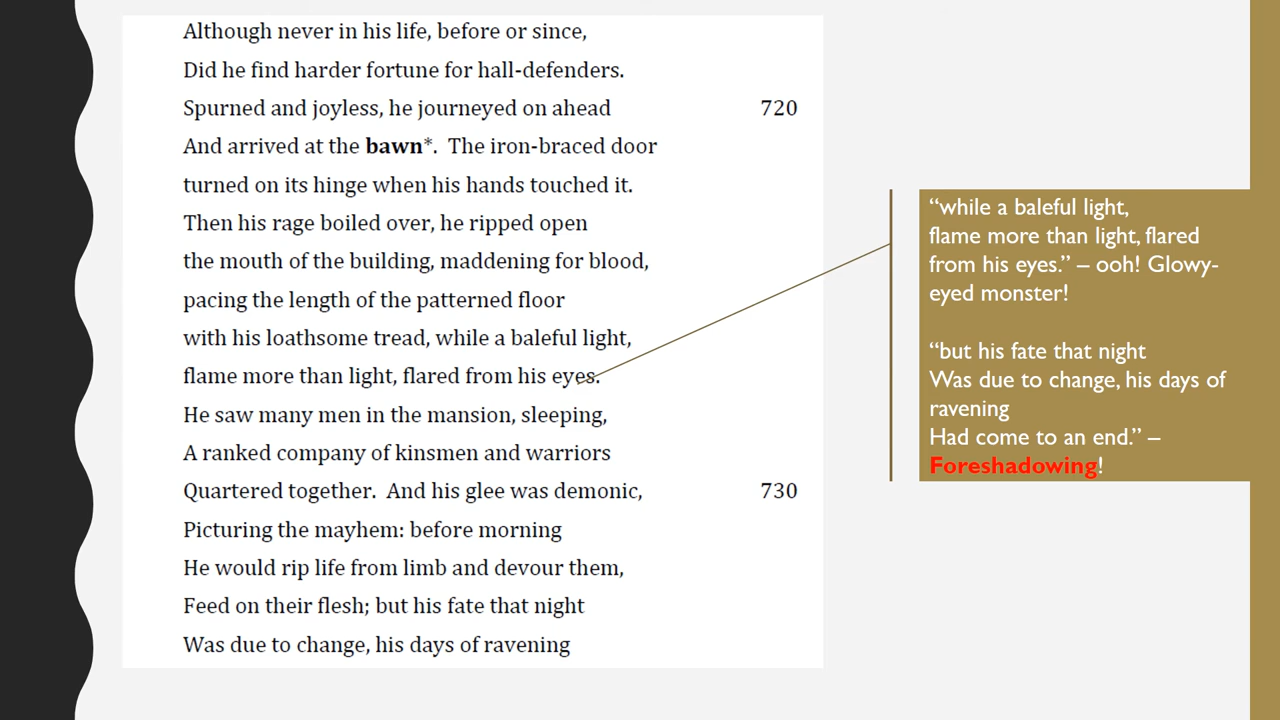 Although never in his life, before or since,
Did he find harder fortune for hall-defenders.
Spurned and joyless, he journeyed on ahead 720
And arrived at the bawn*. The iron-braced door
turned on its hinge when his hands touched it.
Then his rage boiled over, he ripped open
the mouth of the building, maddening for blood,
pacing the length of the patterned floor
with his loathsome tread, while a baleful light,
flame more than light, flared from his eyes.
He saw many men in the mansion, sleeping,
A ranked company of kinsmen and warriors
Quartered together. And his glee was demonic, 730
Picturing the mayhem: before morning
He would rip life from limb and devour them,
Feed on their flesh; but his fate that night
Was due to change, his days of ravening
“while a baleful light,
flame more than light, flared
from his eyes.” – ooh! Glowy-
eyed monster!
“but his fate that night
Was due to change, his days of
ravening
Had come to an end.” –
Foreshadowing!